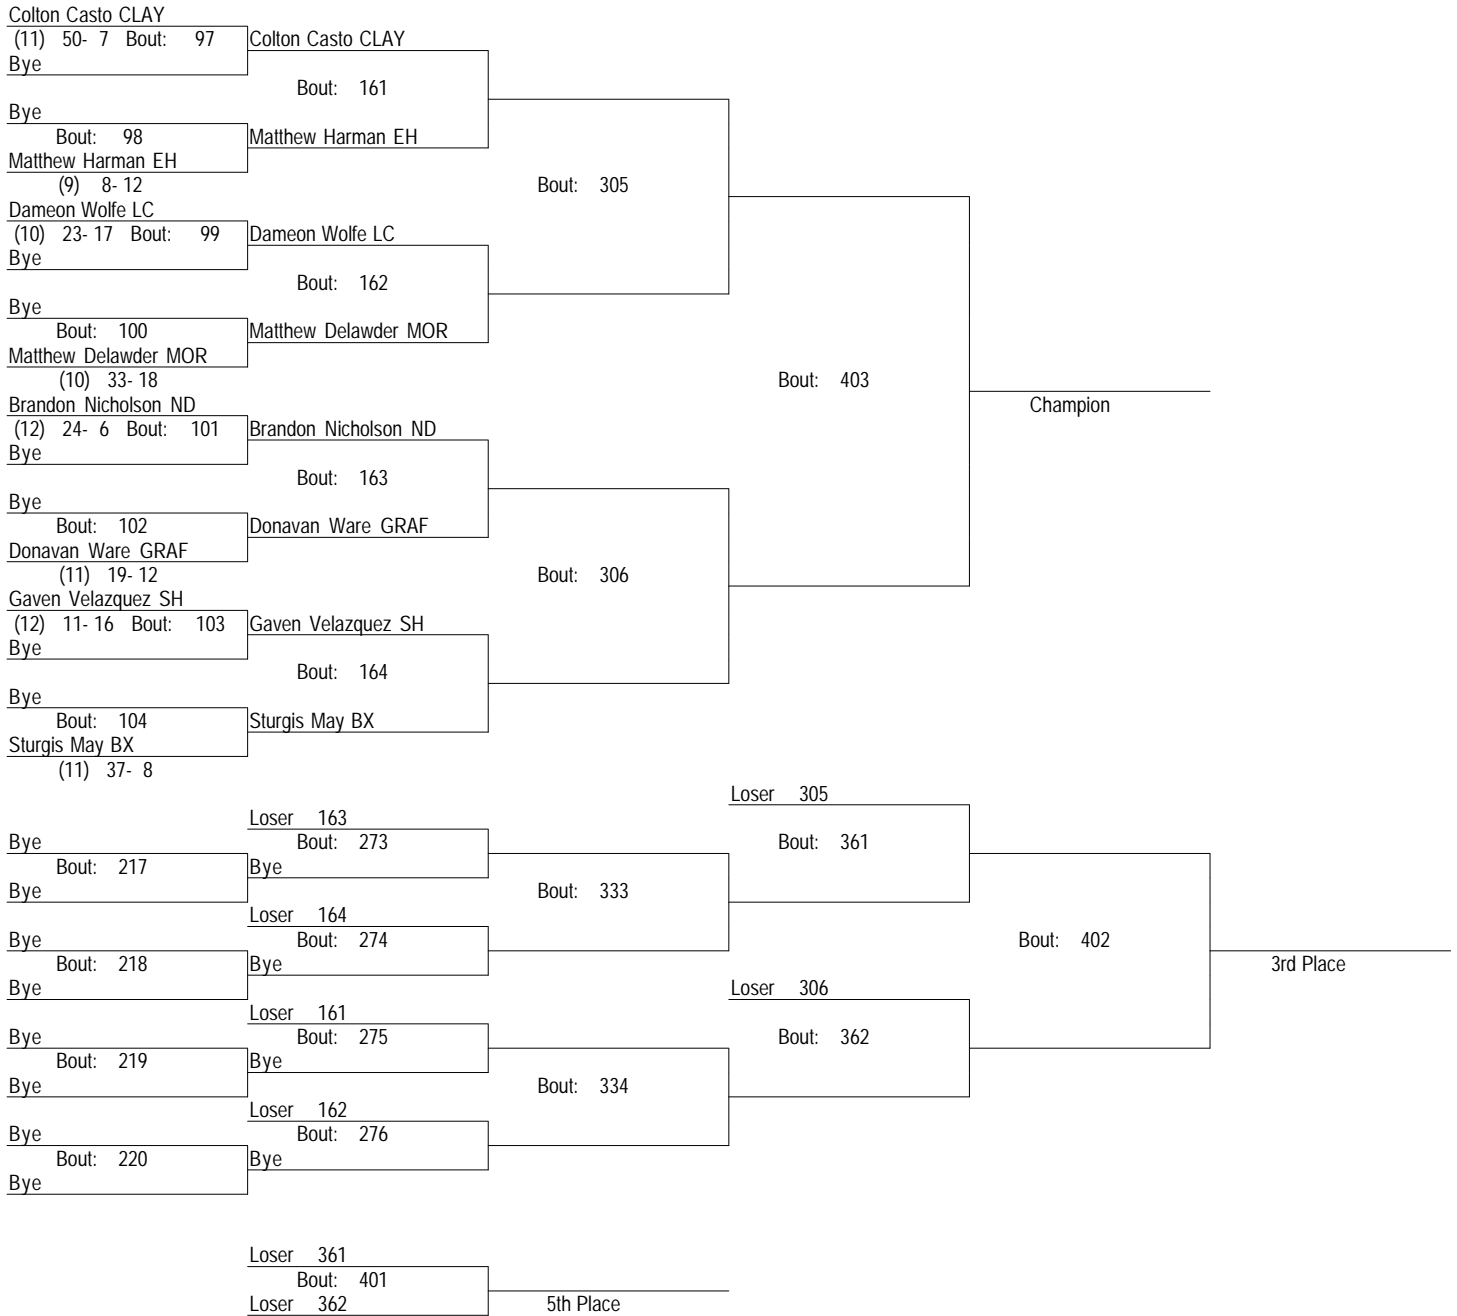 Colton Casto CLAY
(11) 50- 7 Bout: 97 Colton Casto CLAY
Bye
Bout: 161
Bye
Bout: 98 Matthew Harman EH
Matthew Harman EH
(9) 8- 12 Bout: 305
Dameon Wolfe LC
(10) 23- 17 Bout: 99 Dameon Wolfe LC
Bye
Bout: 162
Bye
Bout: 100 Matthew Delawder MOR
Matthew Delawder MOR
(10) 33- 18 Bout: 403
Brandon Nicholson ND Champion
(12) 24- 6 Bout: 101 Brandon Nicholson ND
Bye
Bout: 163
Bye
Bout: 102 Donavan Ware GRAF
Donavan Ware GRAF
(11) 19- 12 Bout: 306
Gaven Velazquez SH
(12) 11- 16 Bout: 103 Gaven Velazquez SH
Bye
Bout: 164
Bye
Bout: 104 Sturgis May BX
Sturgis May BX
(11) 37- 8
Loser 305
Loser 163
Bye Bout: 273 Bout: 361
Bout: 217 Bye
Bye Bout: 333
Loser 164
Bye Bout: 274 Bout: 402
Bout: 218 Bye 3rd Place
Bye Loser 306
Loser 161
Bye Bout: 275 Bout: 362
Bout: 219 Bye
Bye Bout: 334
Loser 162
Bye Bout: 276
Bout: 220 Bye
Bye
Loser 361
Bout: 401
Loser 362 5th Place